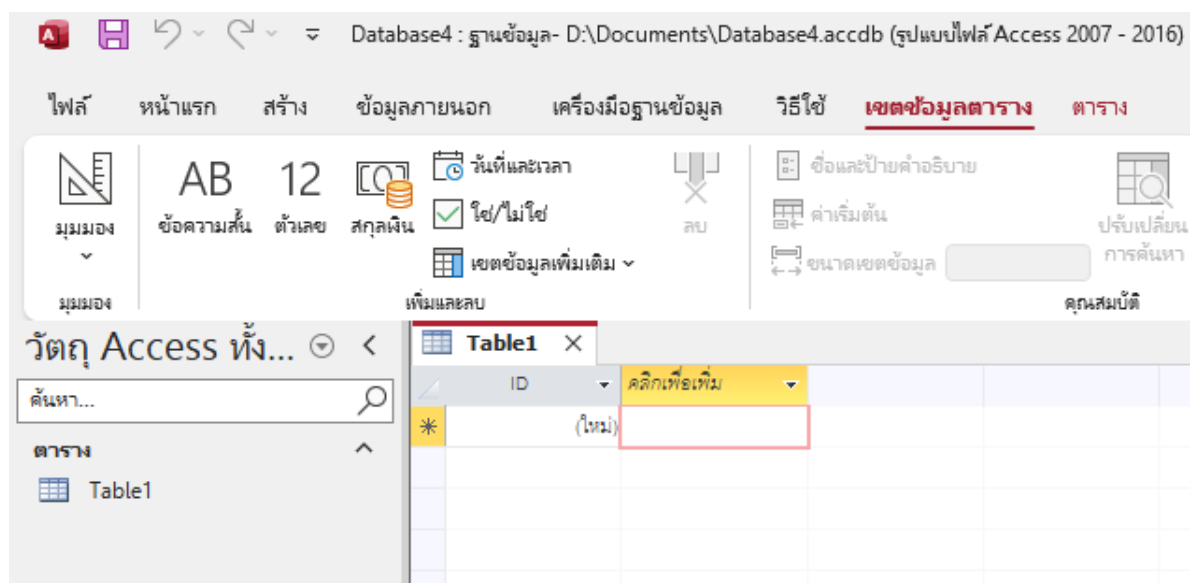 Database4 : ฐานข้อมูล- D:\Documents\Database4.accdb (รูปแบบไฟล์ Access 2007 - 2016)
ไฟล์ หน้าแรก สร้าง ข้อมูลภายนอก เครื่องมือฐานข้อมูล วิธีใช้ เขตข้อมูลตาราง ตาราง
มุมมอง
AB
ข้อความสั้น
12
ตัวเลข
สกุลเงิน
วันที่และเวลา
ใช่/ไม่ใช่
เขตข้อมูลเพิ่มเติม
ลบ
ชื่อและป้ายคำอธิบาย
ค่าเริ่มต้น
ขนาดเขตข้อมูล
ปรับเปลี่ยน
การค้นหา
มุมมอง เพิ่มและลบ คุณสมบัติ
วัตถุ Access ทั้ง...
Table1
ค้นหา...
ID คลิกเพื่อเพิ่ม
(ใหม่)
ตาราง
Table1